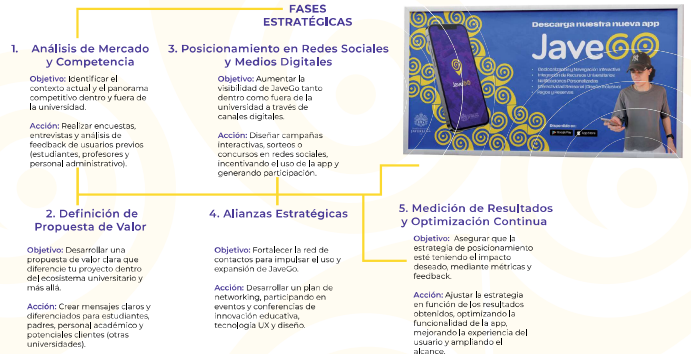 FASES
ESTRATÉGICAS
1. Análisis de Mercado
y Competencia
Objetivo: Identificar el
contexto actual y el panorama
competitivo dentro y fuera de
la universidad.
Acción: Realizar encuestas,
entrevistas y análisis de
feedback de usuarios previos
(estudiantes, profesores y
personal administrativo).
3. Posicionamiento en Redes Sociales
y Medios Digitales
Objetivo: Aumentar la
visibilidad de JaveGo tanto
dentro como fuera de la
universidad a través de
canales digitales.
Acción: Diseñar campañas
interactivas, sorteos o
concursos en redes sociales,
incentivando el uso de la app y
generando participación.
Descarga nuestra nueva app
JaveGO
JaveGO
Disponible en:
Google Play
App Store
2. Definición de
Propuesta de Valor
Objetivo: Desarrollar una
propuesta de valor clara que
diferencie tu proyecto dentro
del ecosistema universitario y
más allá.
Acción: Crear mensajes claros y
diferenciados para estudiantes,
padres, personal académico y
potenciales clientes (otras
universidades).
4. Alianzas Estratégicas
Objetivo: Fortalecer la red de
contactos para impulsar el uso y
expansión de JaveGo.
Acción: Desarrollar un plan de
networking, participando en
eventos y conferencias de
innovación educativa,
tecnología UX y diseño.
5. Medición de Resultados
y Optimización Continua
Objetivo: Asegurar que la
estrategia de posicionamiento
esté teniendo el impacto
deseado, mediante métricas y
feedback.
Acción: Ajustar la estrategia
en función de los resultados
obtenidos, optimizando la
funcionalidad de la app,
mejorando la experiencia del
usuario y ampliando el
alcance.